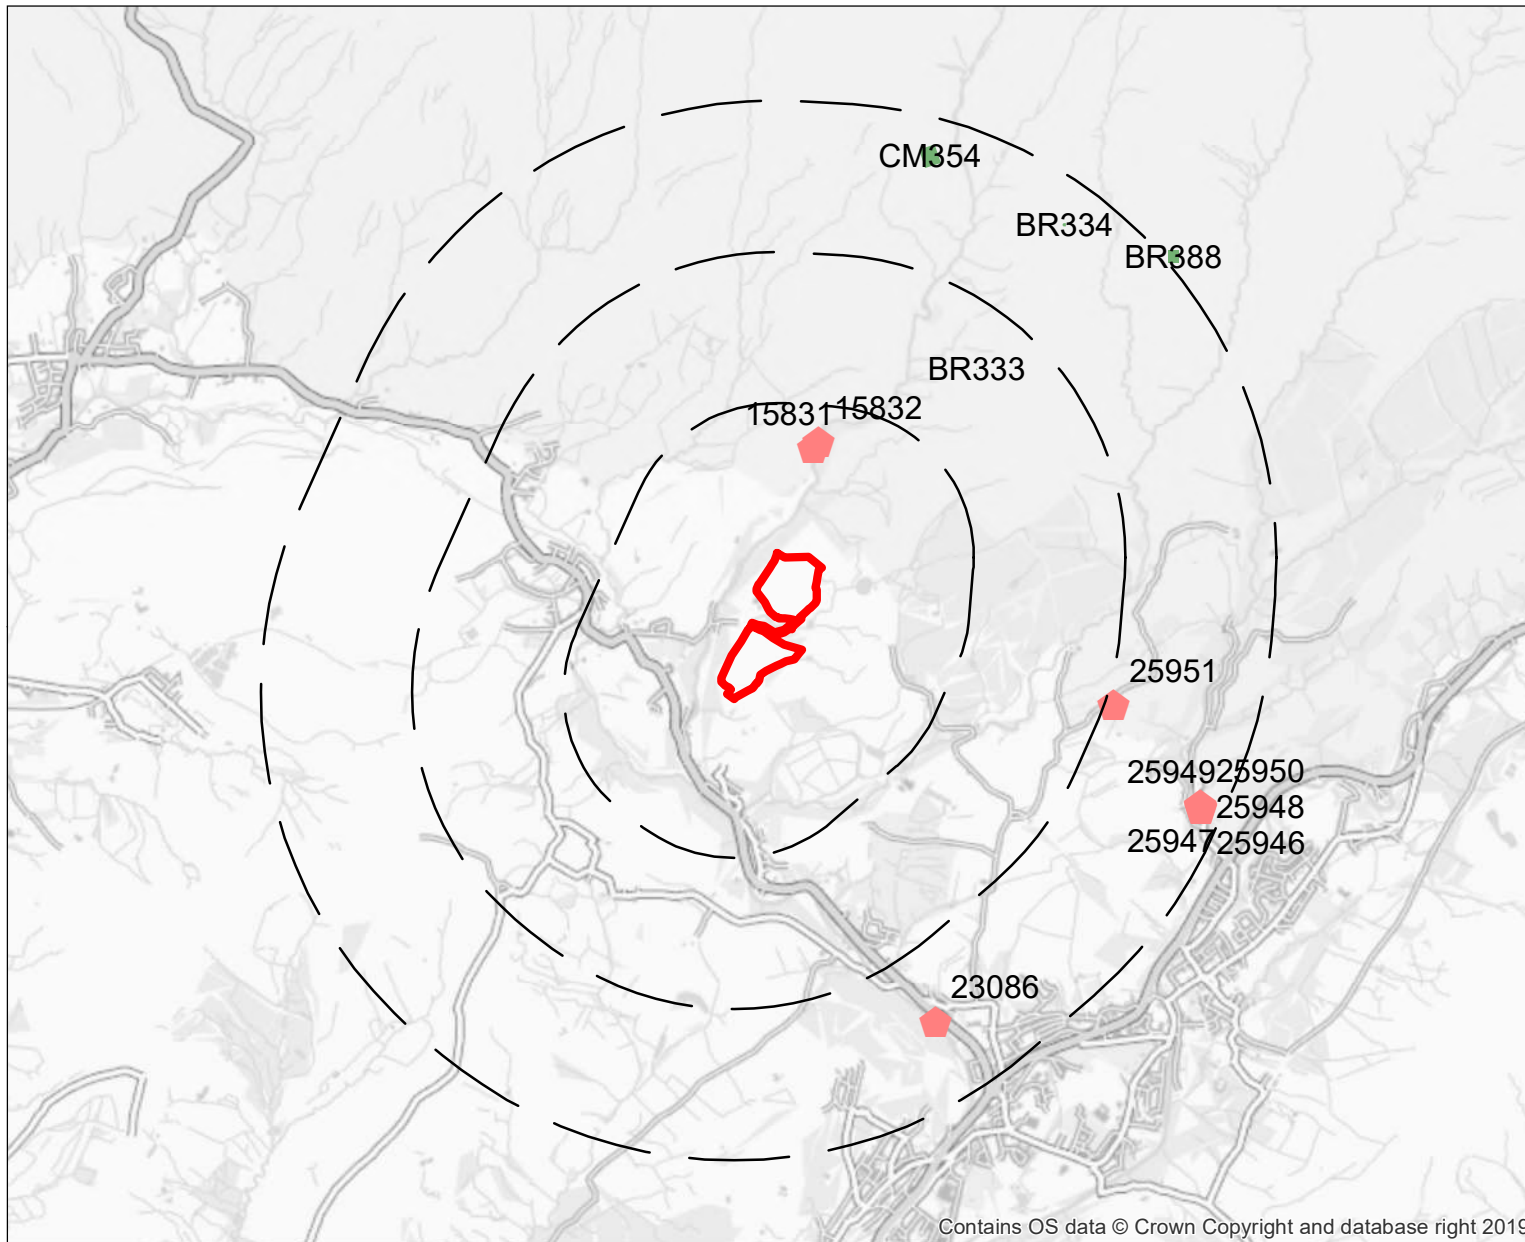 CM354
BR334
BR388
BR333
15831 15832
25951
25949 25950
25948
25947 25946
23086
Contains OS data © Crown Copyright and database right 2019